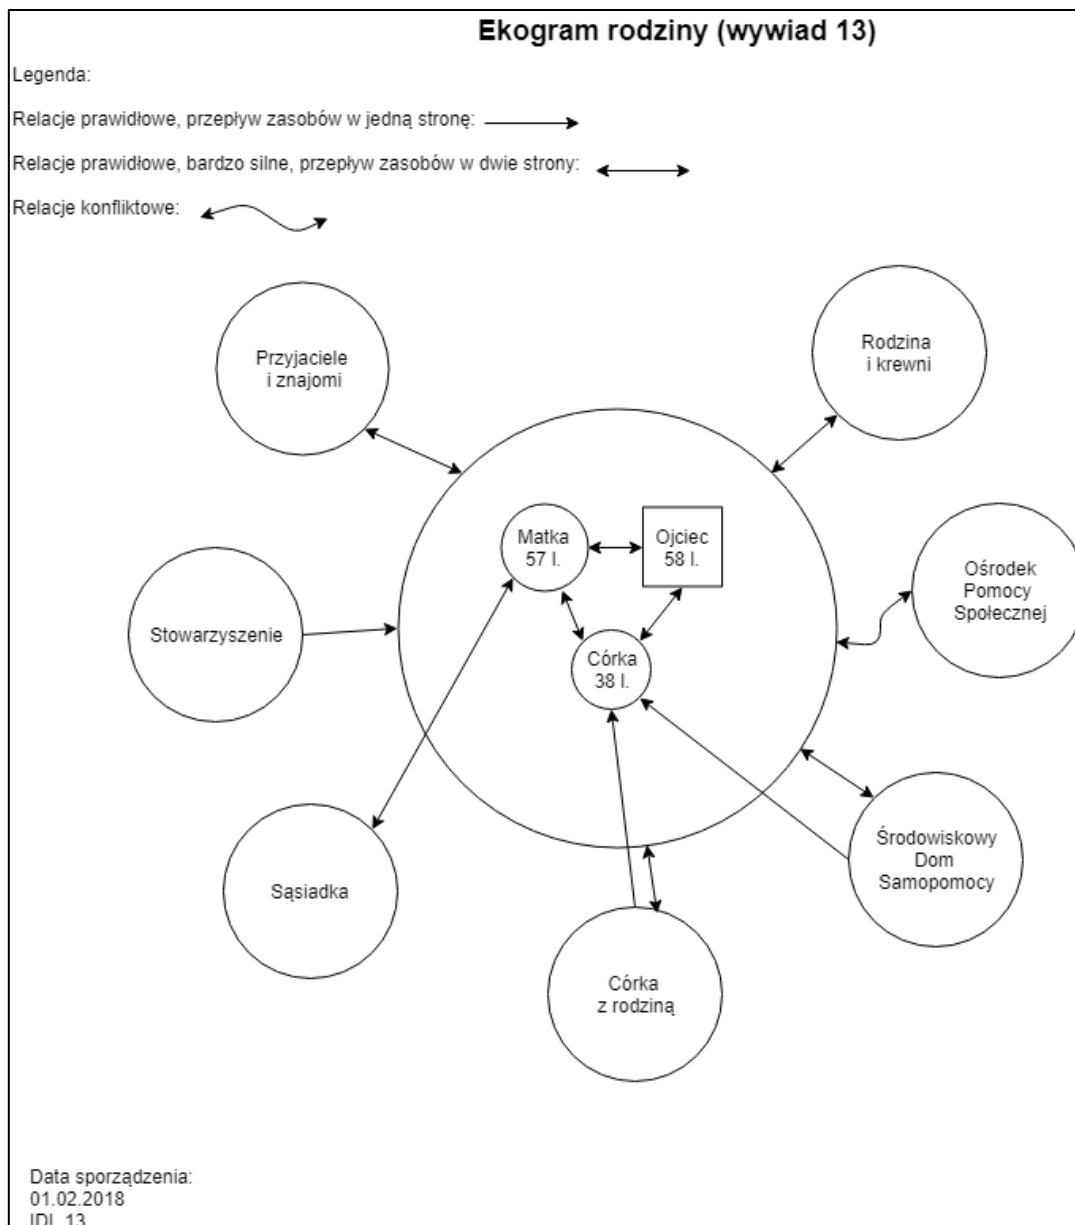 Ekogram rodziny (wywiad 13)
Legenda:
Relacje prawidłowe, przepływ zasobów w jedną stronę:
Relacje prawidłowe, bardzo silne, przepływ zasobów w dwie strony:
Relacje konfliktowe:
Przyjaciele
i znajomi
Rodzina
i krewni
Matka
57 l.
Ojciec
58 l.
Ośrodek
Pomocy
Społecznej
Stowarzyszenie
Córka
38 l.
Środowiskowy
Dom
Samopomocy
Sąsiadka
Córka
z rodziną
Data sporządzenia:
01.02.2018
IDI 13